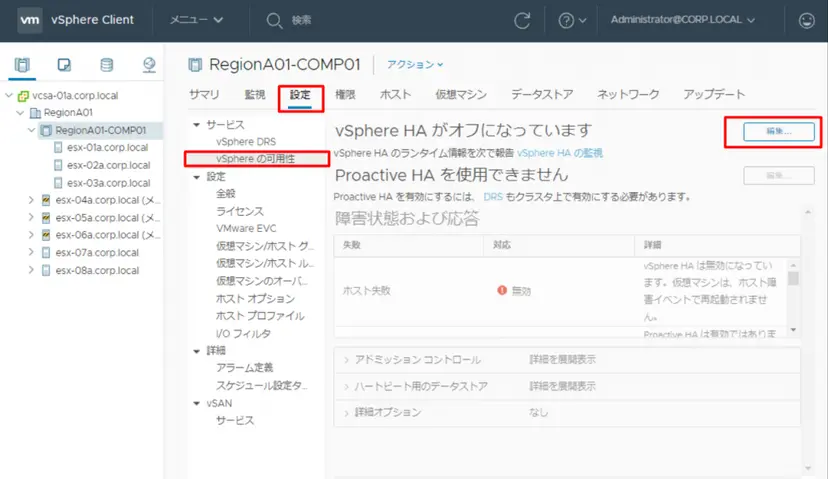 vm vSphere Client メニュー 検索 Administrator@CORP.LOCAL
vcsa-01a.corp.local
RegionA01
RegionA01-COMP01
esx-01a.corp.local
esx-02a.corp.local
esx-03a.corp.local
esx-04a.corp.local (メ...
esx-05a.corp.local (メ...
esx-06a.corp.local (メ...
esx-07a.corp.local
esx-08a.corp.local
RegionA01-COMP01 アクション
サマリ 監視 設定 権限 ホスト 仮想マシン データストア ネットワーク アップデート
サービス
vSphere DRS
vSphere の可用性
設定
全般
ライセンス
VMware EVC
仮想マシン/ホスト グ...
仮想マシン/ホスト ル...
仮想マシンのオーバ...
ホスト オプション
ホスト プロファイル
I/O フィルタ
詳細
アラーム定義
スケジュール設定タ...
vSAN
サービス
vSphere HA がオフになっています 編集...
vSphere HA のランタイム情報を次で報告 vSphere HA の監視
Proactive HA を使用できません 編集...
Proactive HA を有効にするには、DRS もクラスタ上で有効にする必要があります。
障害状態および応答
失敗 対応 詳細
ホスト失敗 無効 vSphere HA は無効になってい
ます。仮想マシンは、ホスト障
害イベントで再起動されませ
ん。
Proactive HA は有効ではありま
アドミッション コントロール 詳細を展開表示
ハートビート用のデータストア 詳細を展開表示
詳細オプション なし